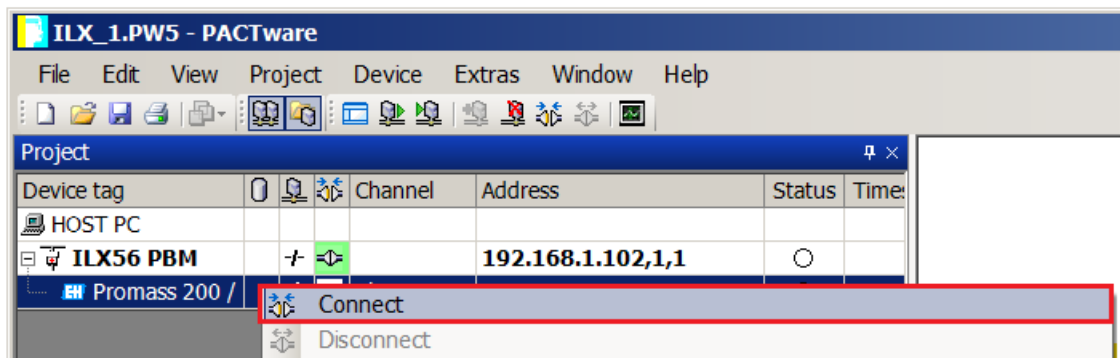 ILX_1.PW5 - PACTware
File Edit View Project Device Extras Window Help
Project
Device tag Channel Address Status Time
HOST PC
ILX56 PBM 192.168.1.102,1,1
EH Promass 200 /
Connect
Disconnect